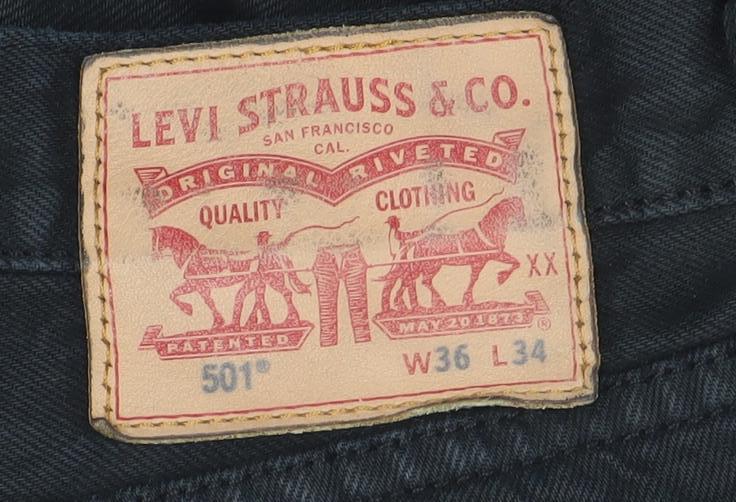 LEVI STRAUSS & CO.
SAN FRANCISCO
CAL.
ORIGINAL RIVETED
QUALITY CLOTHING
XX
PATENTED MAY 20 1873 ®
501® W36 L34